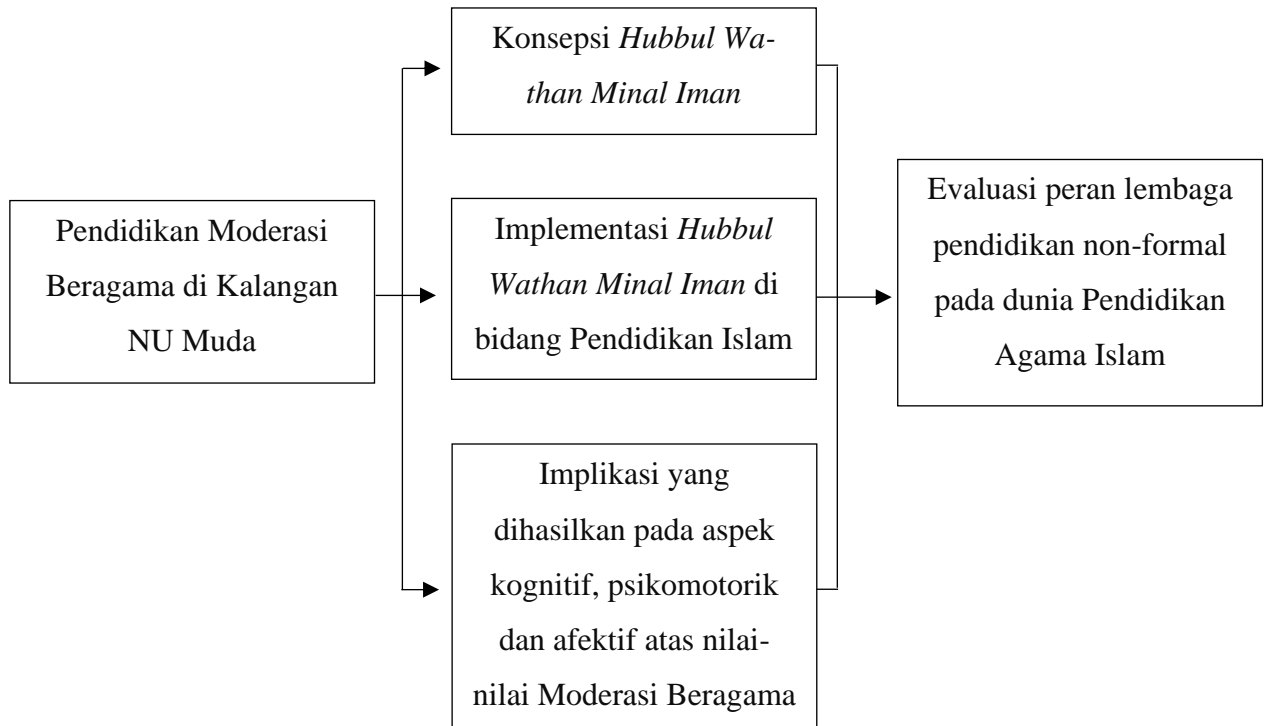 Pendidikan Moderasi
Beragama di Kalangan
NU Muda
Konsepsi Hubbul Wa-
than Minal Iman
Implementasi Hubbul
Wathan Minal Iman di
bidang Pendidikan Islam
Implikasi yang
dihasilkan pada aspek
kognitif, psikomotorik
dan afektif atas nilai-
nilai Moderasi Beragama
Evaluasi peran lembaga
pendidikan non-formal
pada dunia Pendidikan
Agama Islam